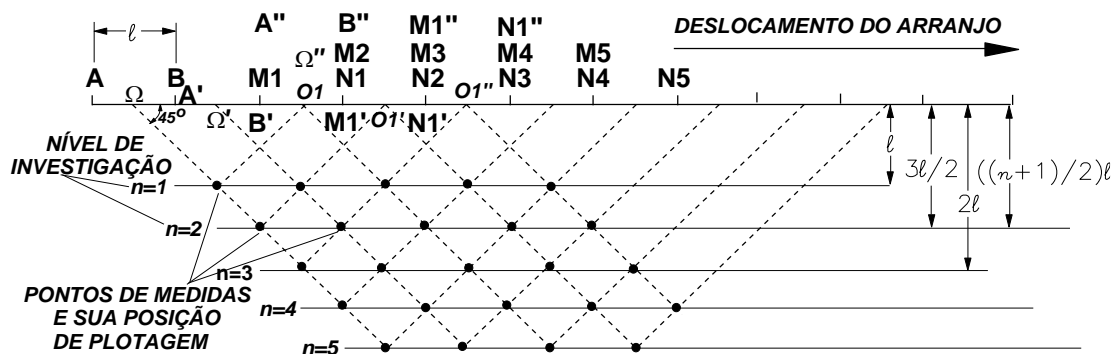 A'' B'' M1'' N1'' DESLOCAMENTO DO ARRANJO
ℓ Ω'' M2 M3 M4 M5
A B M1 N1 N2 N3 N4 N5
Ω A' Ω' O1 O1''
45º B' M1' O1' N1'
NÍVEL DE
INVESTIGAÇÃO
n=1
ℓ 3ℓ/2 2ℓ ((n+1)/2)ℓ
n=2
n=3
PONTOS DE MEDIDAS
E SUA POSIÇÃO
DE PLOTAGEM
n=4
n=5